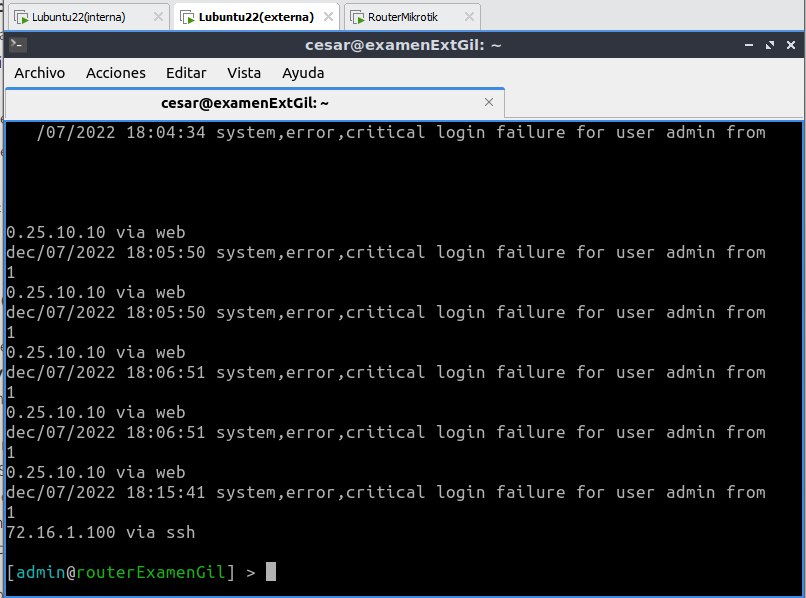 Lubuntu22(interna)
Lubuntu22(externa)
RouterMikrotik
cesar@examenExtGil: ~
Archivo Acciones Editar Vista Ayuda
cesar@examenExtGil: ~
/07/2022 18:04:34 system,error,critical login failure for user admin from
0.25.10.10 via web
dec/07/2022 18:05:50 system,error,critical login failure for user admin from
1
0.25.10.10 via web
dec/07/2022 18:05:50 system,error,critical login failure for user admin from
1
0.25.10.10 via web
dec/07/2022 18:06:51 system,error,critical login failure for user admin from
1
0.25.10.10 via web
dec/07/2022 18:06:51 system,error,critical login failure for user admin from
1
0.25.10.10 via web
dec/07/2022 18:15:41 system,error,critical login failure for user admin from
1
72.16.1.100 via ssh
[admin@routerExamenGil] >